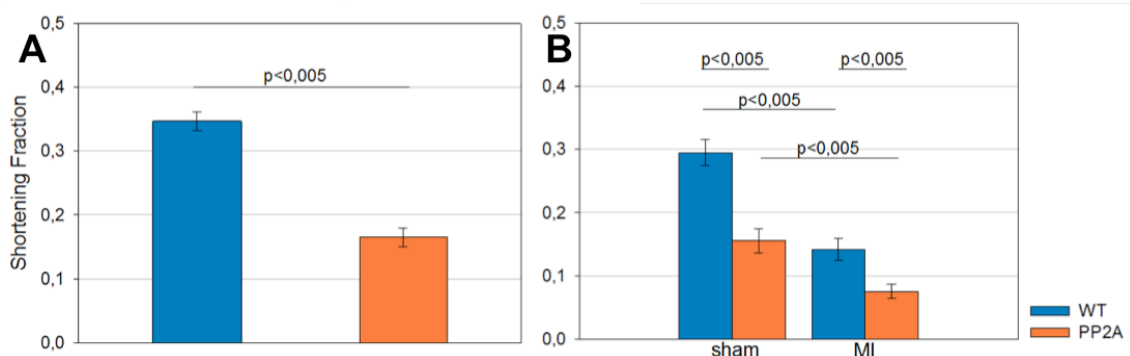 A
0,5
0,4
0,3
0,2
0,1
0,0
Shortening Fraction
p<0,005
B
0,5
0,4
0,3
0,2
0,1
0,0
p<0,005
p<0,005
p<0,005
p<0,005
sham
MI
WT
PP2A